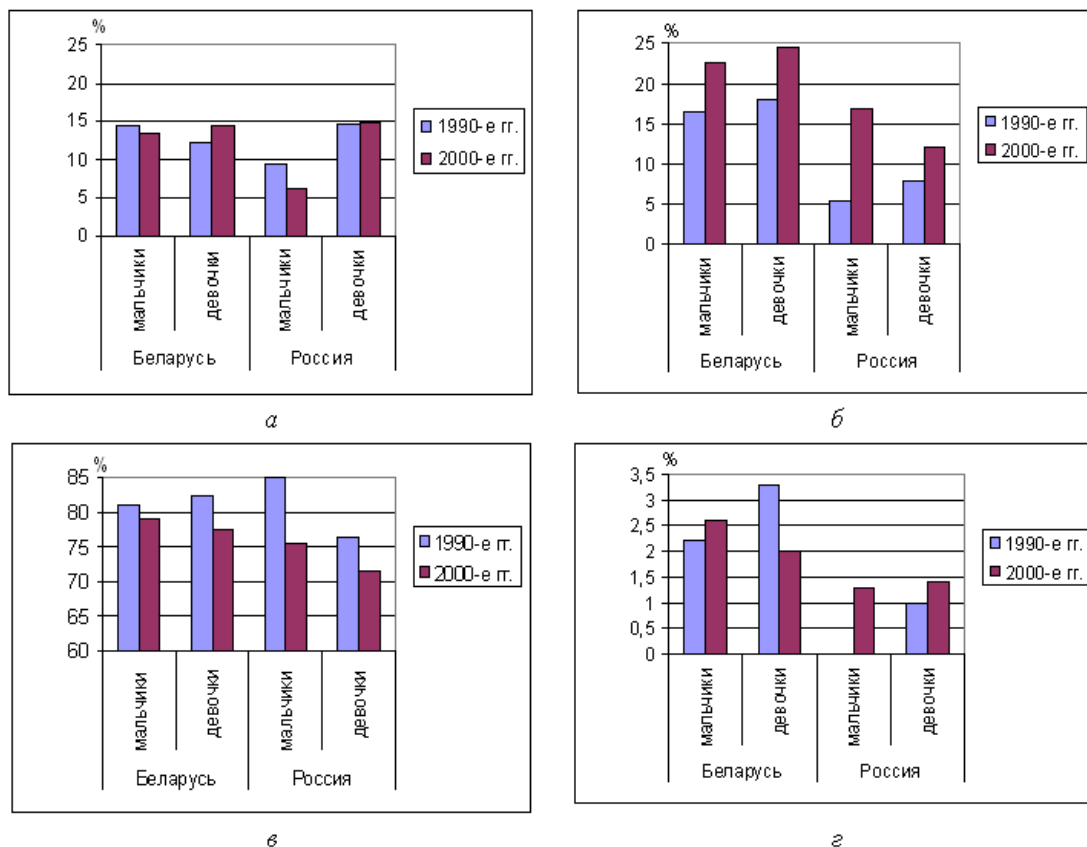 %
25
20
15
10
5
0
мальчики
девочки
мальчики
девочки
Беларусь
Россия
1990-е гг.
2000-е гг.
а
%
25
20
15
10
5
0
мальчики
девочки
мальчики
девочки
Беларусь
Россия
1990-е гг.
2000-е гг.
б
%
85
80
75
70
65
60
мальчики
девочки
мальчики
девочки
Беларусь
Россия
1990-е гг.
2000-е гг.
в
%
3,5
3
2,5
2
1,5
1
0,5
0
мальчики
девочки
мальчики
девочки
Беларусь
Россия
1990-е гг.
2000-е гг.
г